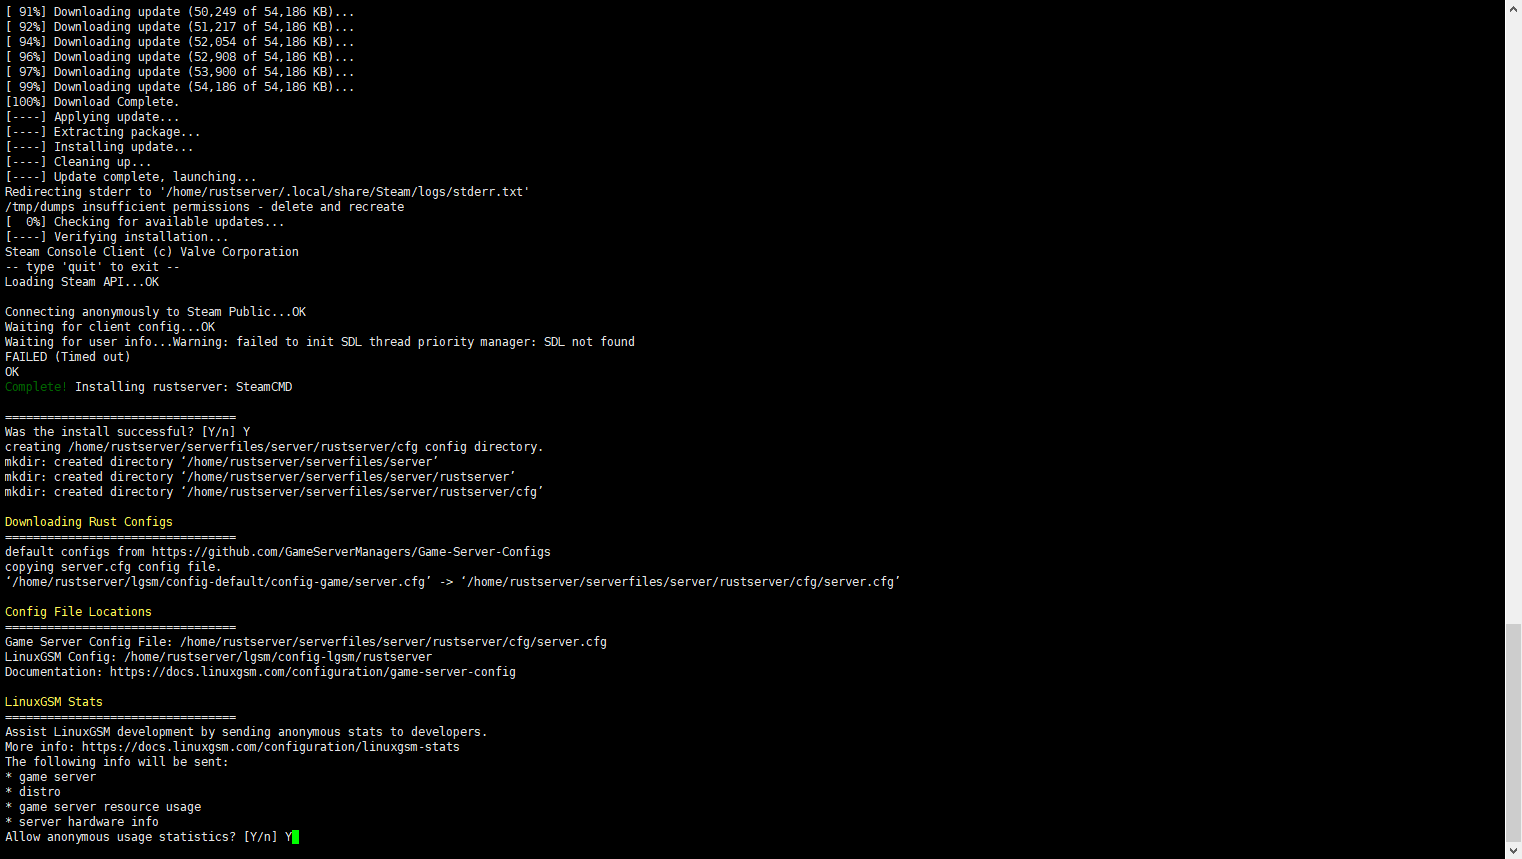 [ 91%] Downloading update (50,249 of 54,186 KB)...
[ 92%] Downloading update (51,217 of 54,186 KB)...
[ 94%] Downloading update (52,054 of 54,186 KB)...
[ 96%] Downloading update (52,908 of 54,186 KB)...
[ 97%] Downloading update (53,900 of 54,186 KB)...
[ 99%] Downloading update (54,186 of 54,186 KB)...
[100%] Download Complete.
[----] Applying update...
[----] Extracting package...
[----] Installing update...
[----] Cleaning up...
[----] Update complete, launching...
Redirecting stderr to '/home/rustserver/.local/share/Steam/logs/stderr.txt'
/tmp/dumps insufficient permissions - delete and recreate
[  0%] Checking for available updates...
[----] Verifying installation...
Steam Console Client (c) Valve Corporation
-- type 'quit' to exit --
Loading Steam API...OK

Connecting anonymously to Steam Public...OK
Waiting for client config...OK
Waiting for user info...Warning: failed to init SDL thread priority manager: SDL not found
FAILED (Timed out)
OK
Complete! Installing rustserver: SteamCMD

=================================
Was the install successful? [Y/n] Y
creating /home/rustserver/serverfiles/server/rustserver/cfg config directory.
mkdir: created directory ‘/home/rustserver/serverfiles/server’
mkdir: created directory ‘/home/rustserver/serverfiles/server/rustserver’
mkdir: created directory ‘/home/rustserver/serverfiles/server/rustserver/cfg’

Downloading Rust Configs
=================================
default configs from https://github.com/GameServerManagers/Game-Server-Configs
copying server.cfg config file.
‘/home/rustserver/lgsm/config-default/config-game/server.cfg’ -> ‘/home/rustserver/serverfiles/server/rustserver/cfg/server.cfg’

Config File Locations
=================================
Game Server Config File: /home/rustserver/serverfiles/server/rustserver/cfg/server.cfg
LinuxGSM Config: /home/rustserver/lgsm/config-lgsm/rustserver
Documentation: https://docs.linuxgsm.com/configuration/game-server-config

LinuxGSM Stats
=================================
Assist LinuxGSM development by sending anonymous stats to developers.
More info: https://docs.linuxgsm.com/configuration/linuxgsm-stats
The following info will be sent:
* game server
* distro
* game server resource usage
* server hardware info
Allow anonymous usage statistics? [Y/n] Y